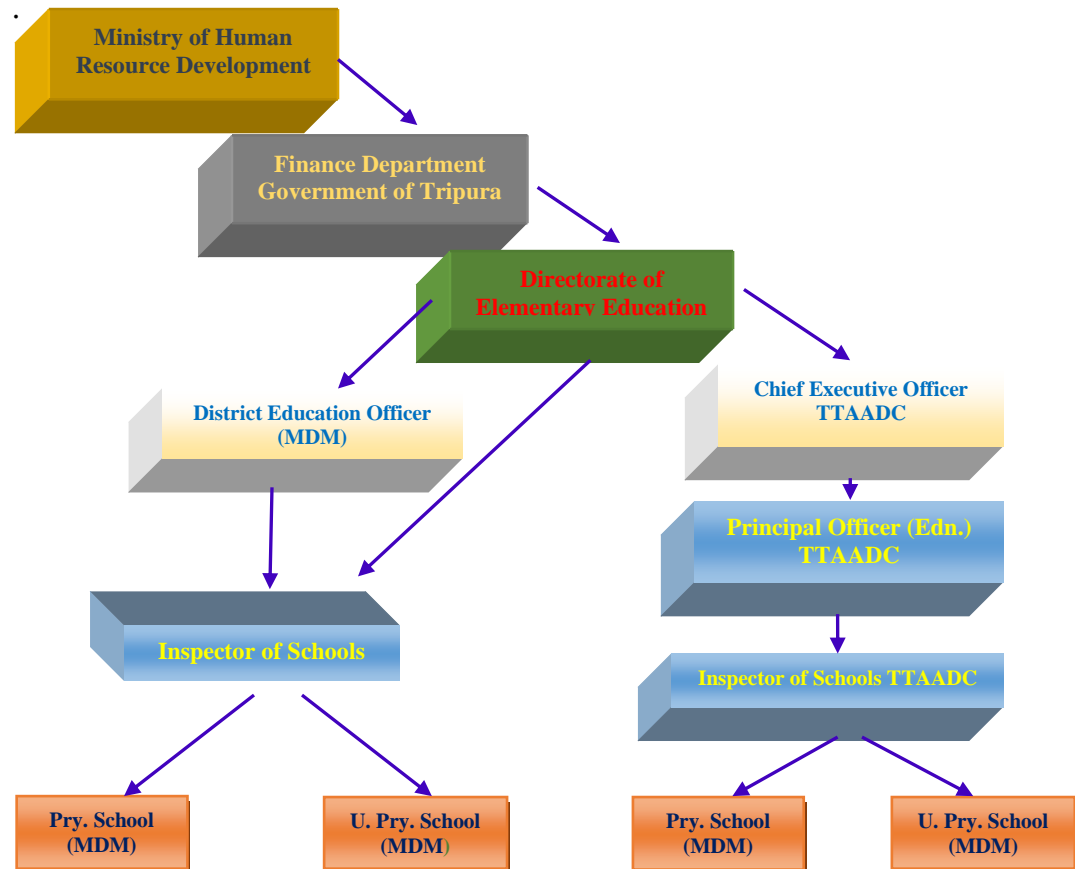 .
Ministry of Human
Resource Development
Finance Department
Government of Tripura
Directorate of
Elementary Education
District Education Officer
(MDM)
Chief Executive Officer
TTAADC
Principal Officer (Edn.)
TTAADC
Inspector of Schools
Inspector of Schools TTAADC
Pry. School
(MDM)
U. Pry. School
(MDM)
Pry. School
(MDM)
U. Pry. School
(MDM)